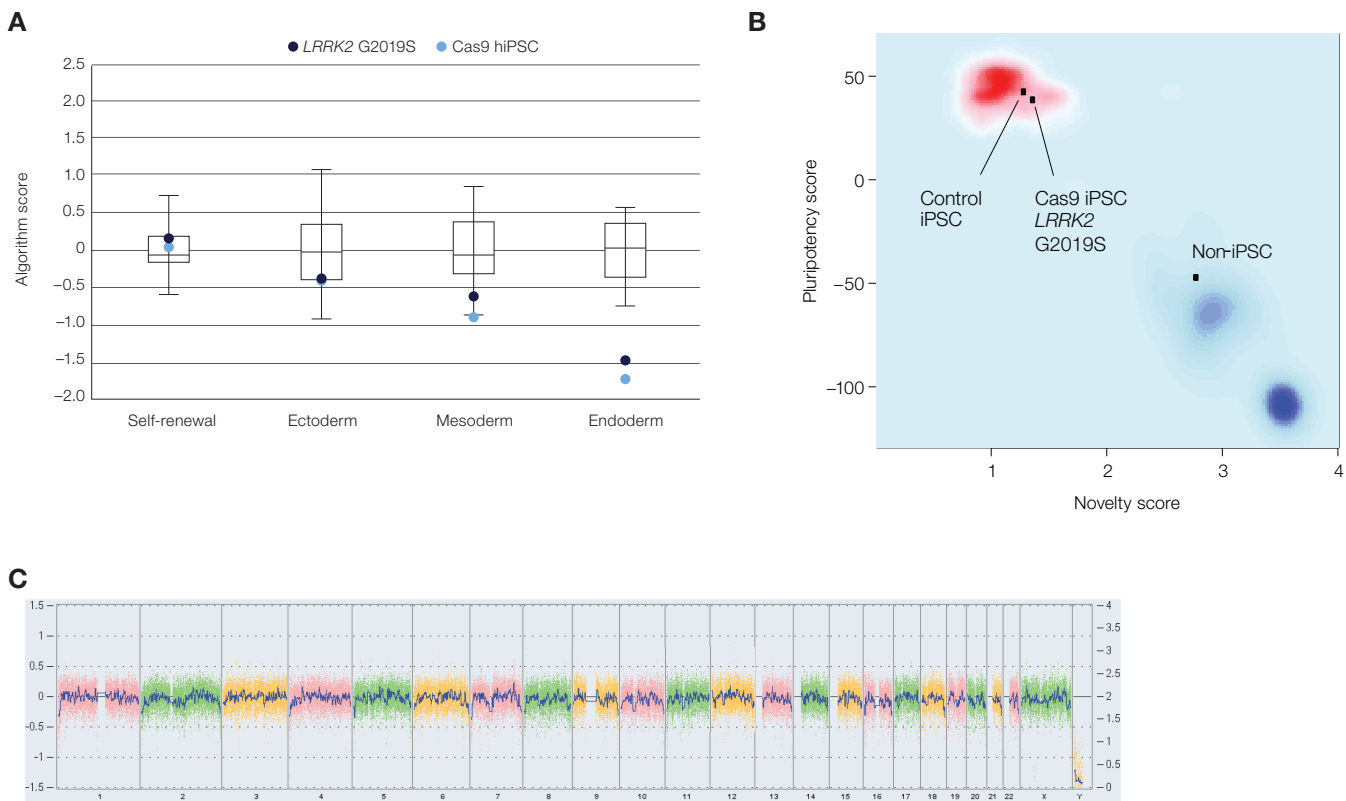 A
LRRK2 G2019S Cas9 hiPSC
Algorithm score
2.5
2.0
1.5
1.0
0.5
0
−0.5
−1.0
−1.5
−2.0
Self-renewal Ectoderm Mesoderm Endoderm
B
Pluripotency score
50
0
−50
−100
Control
iPSC
Cas9 iPSC
LRRK2
G2019S
Non-iPSC
1 2 3 4
Novelty score
C
1.5
1
0.5
0
-0.5
-1
-1.5
4
3.5
3
2.5
2
1.5
1
0.5
0
1 2 3 4 5 6 7 8 9 10 11 12 13 14 15 16 17 18 19 20 21 22 X Y